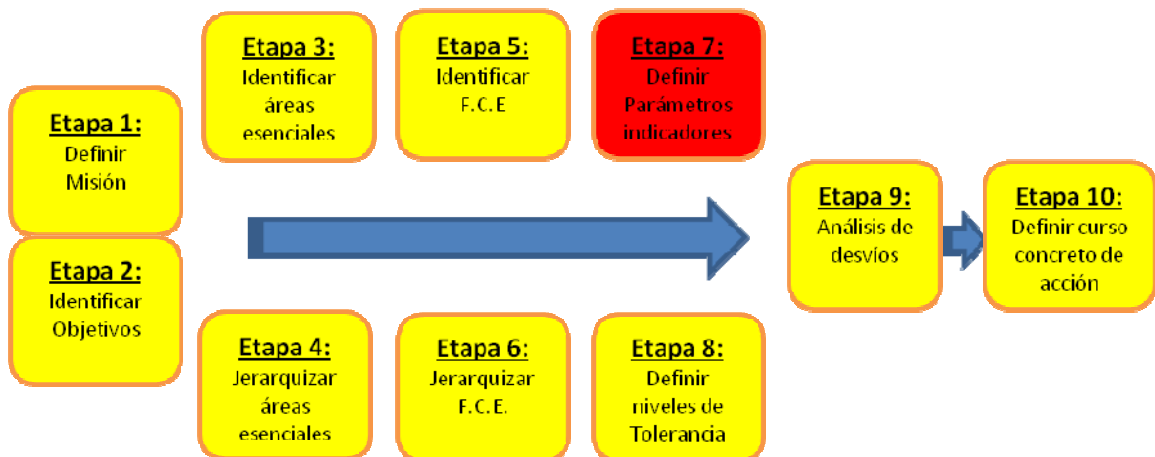 Etapa 1:
Definir
Misión
Etapa 2:
Identificar
Objetivos
Etapa 3:
Identificar
áreas
esenciales
Etapa 4:
Jerarquizar
áreas
esenciales
Etapa 5:
Identificar
F.C.E
Etapa 6:
Jerarquizar
F.C.E.
Etapa 7:
Definir
Parámetros
indicadores
Etapa 8:
Definir
niveles de
Tolerancia
Etapa 9:
Análisis de
desvíos
Etapa 10:
Definir curso
concreto de
acción